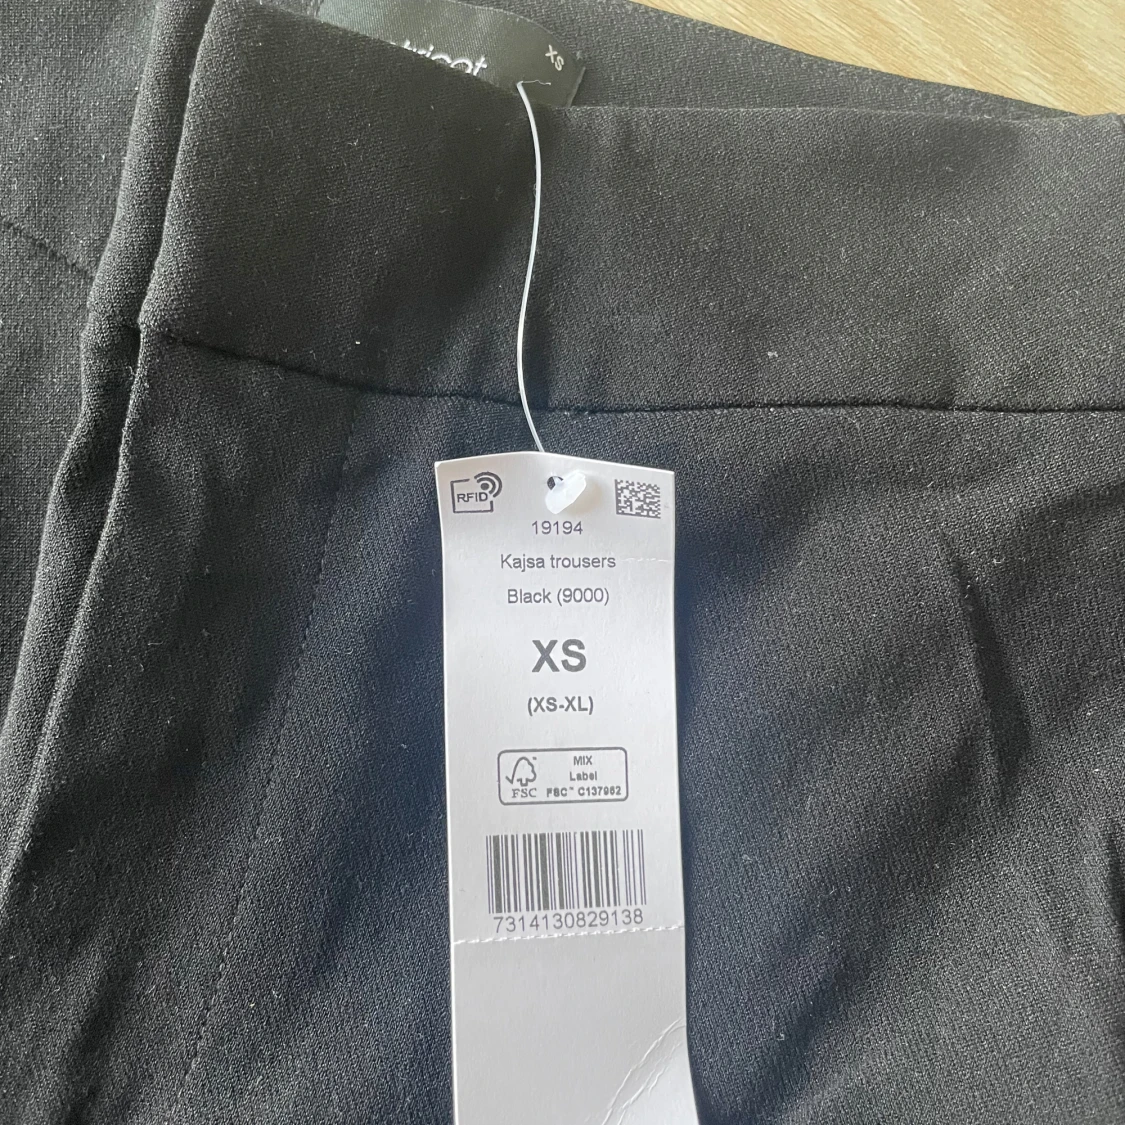 XS
RFID
19194
Kajsa trousers
Black (9000)
XS
(XS-XL)
FSC
MIX
Label
FSC™ C137962
7314130829138